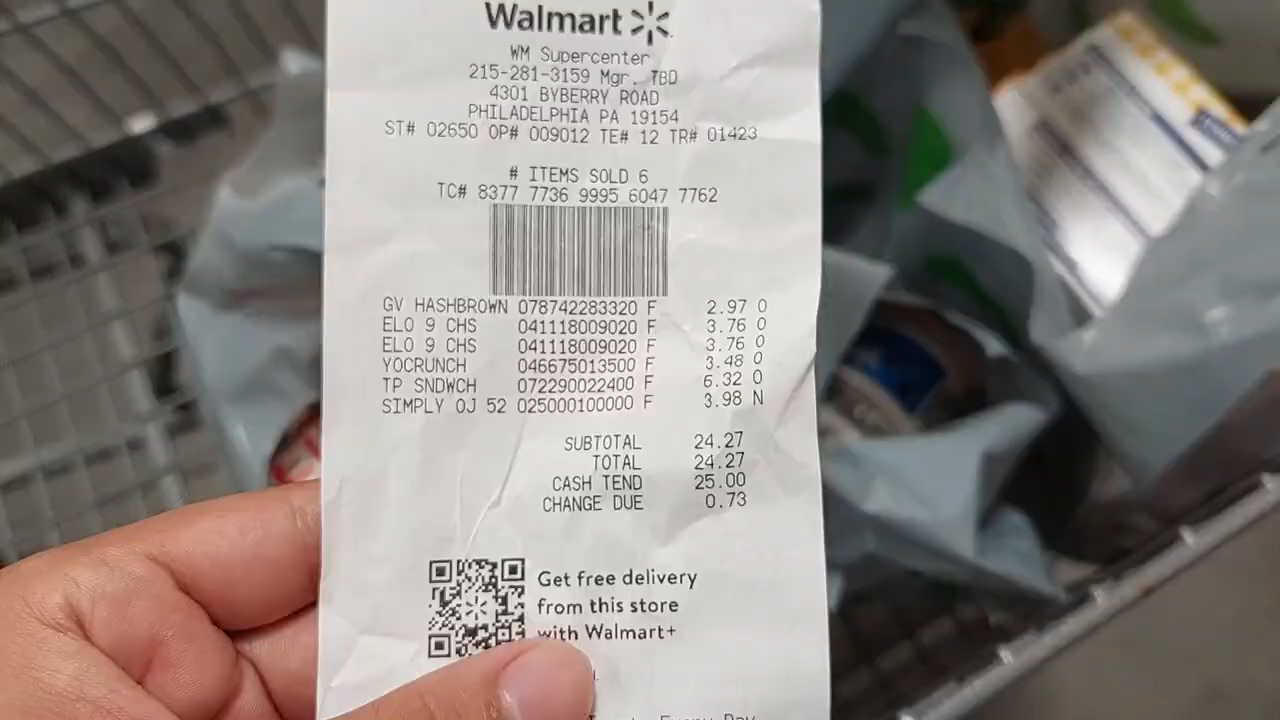 Walmart
WM Supercenter
215-281-3159 Mgr. TBD
4301 BYBERRY ROAD
PHILADELPHIA PA 19154
ST# 02650 OP# 009012 TE# 12 TR# 01423
# ITEMS SOLD 6
TC# 8377 7736 9995 6047 7762
GV HASHBROWN 078742283320 F 2.97 O
ELO 9 CHS 041118009020 F 3.76 O
ELO 9 CHS 041118009020 F 3.76 O
YOCRUNCH 046675013500 F 3.48 O
TP SNDWCH 072290022400 F 6.32 O
SIMPLY OJ 52 025000100000 F 3.98 N
SUBTOTAL 24.27
TOTAL 24.27
CASH TEND 25.00
CHANGE DUE 0.73
Get free delivery
from this store
with Walmart+
Every Day